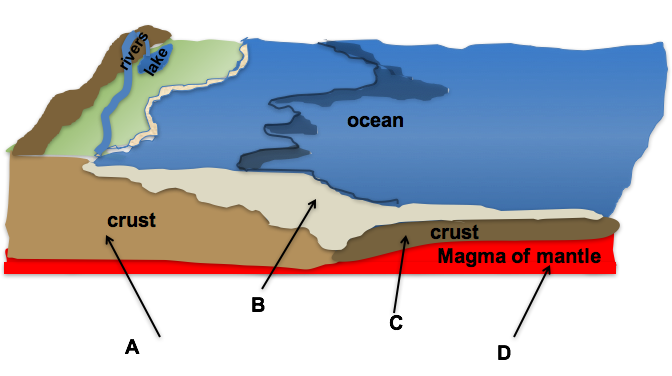 rivers
lake
ocean
crust
crust
Magma of mantle
B
C
A
D